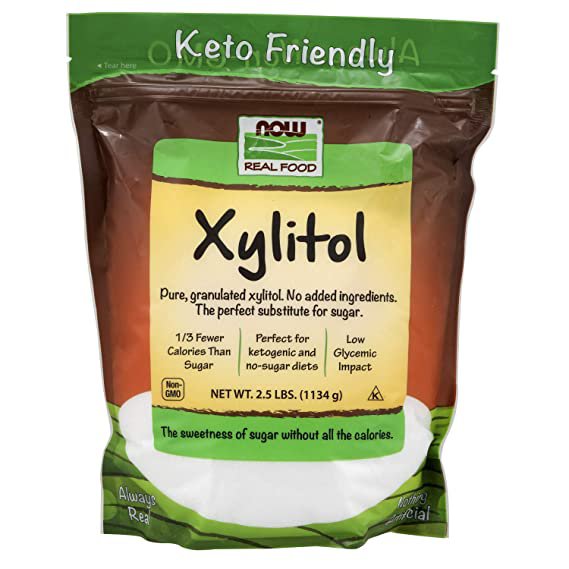 Keto Friendly
◂ Tear here
NOW
REAL FOOD
Xylitol
Pure, granulated xylitol. No added ingredients.
The perfect substitute for sugar.
1/3 Fewer
Calories Than
Sugar
Perfect for
ketogenic and
no-sugar diets
Low
Glycemic
Impact
Non-
GMO
NET WT. 2.5 LBS. (1134 g)
K
The sweetness of sugar without all the calories.
Always
Real
Nothing
Artificial